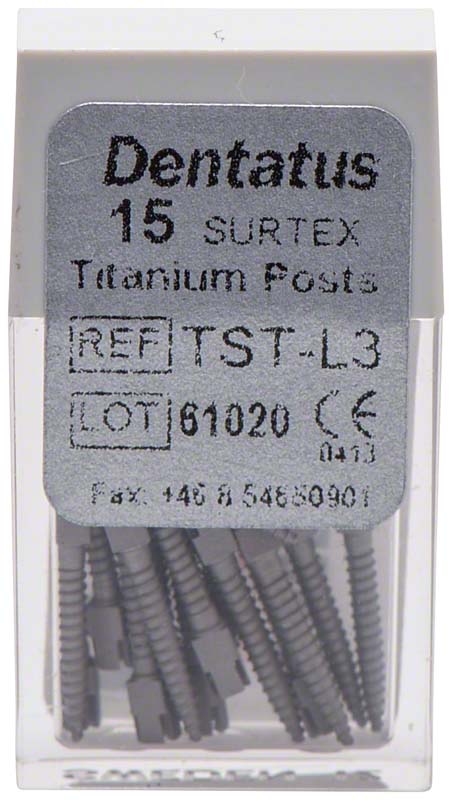 Dentatus
15 SURTEX
Titanium Posts
REF TST-L3
LOT 61020 CE
0413
Fax: +46 8 54650901